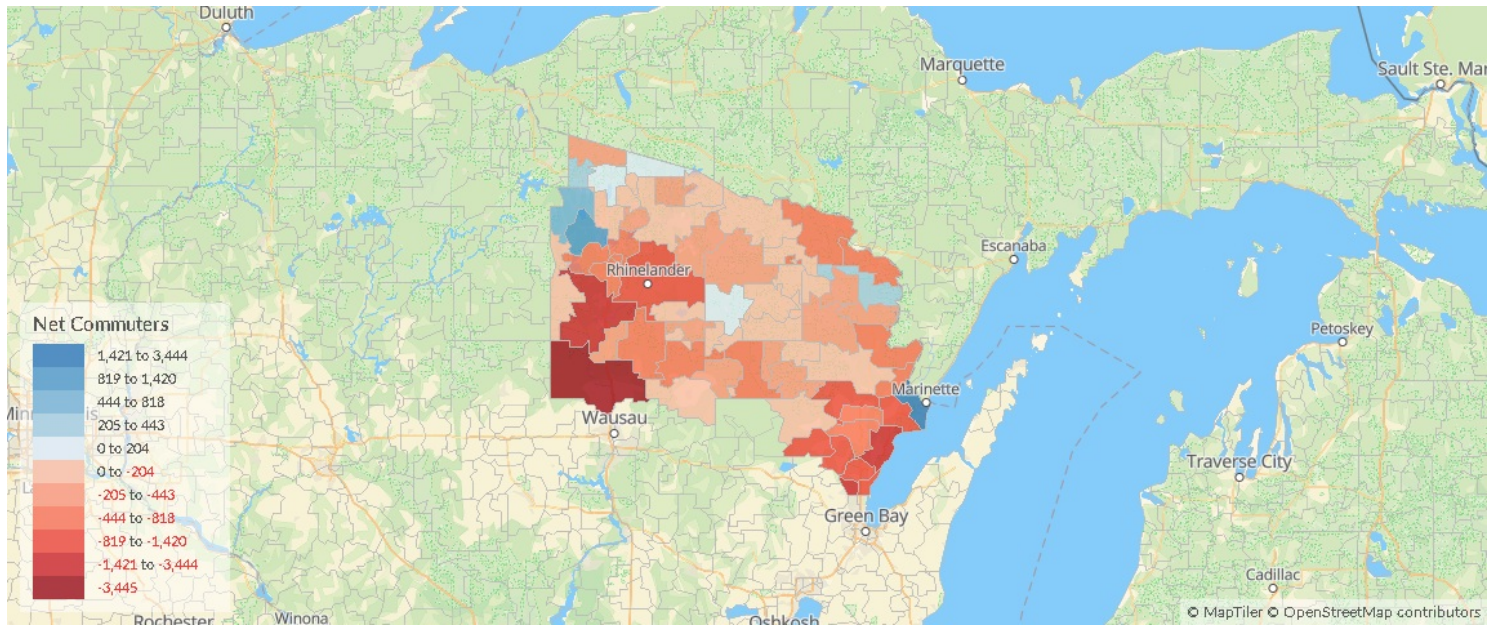 Duluth
Marquette
Sault Ste. Mar
Escanaba
Rhinelander
Petoskey
Marinette
Wausau
Traverse City
Green Bay
Cadillac
Oshkosh
Rochester
Winona
Net Commuters
1,421 to 3,444
819 to 1,420
444 to 818
205 to 443
0 to 204
0 to -204
-205 to -443
-444 to -818
-819 to -1,420
-1,421 to -3,444
-3,445
© MapTiler © OpenStreetMap contributors